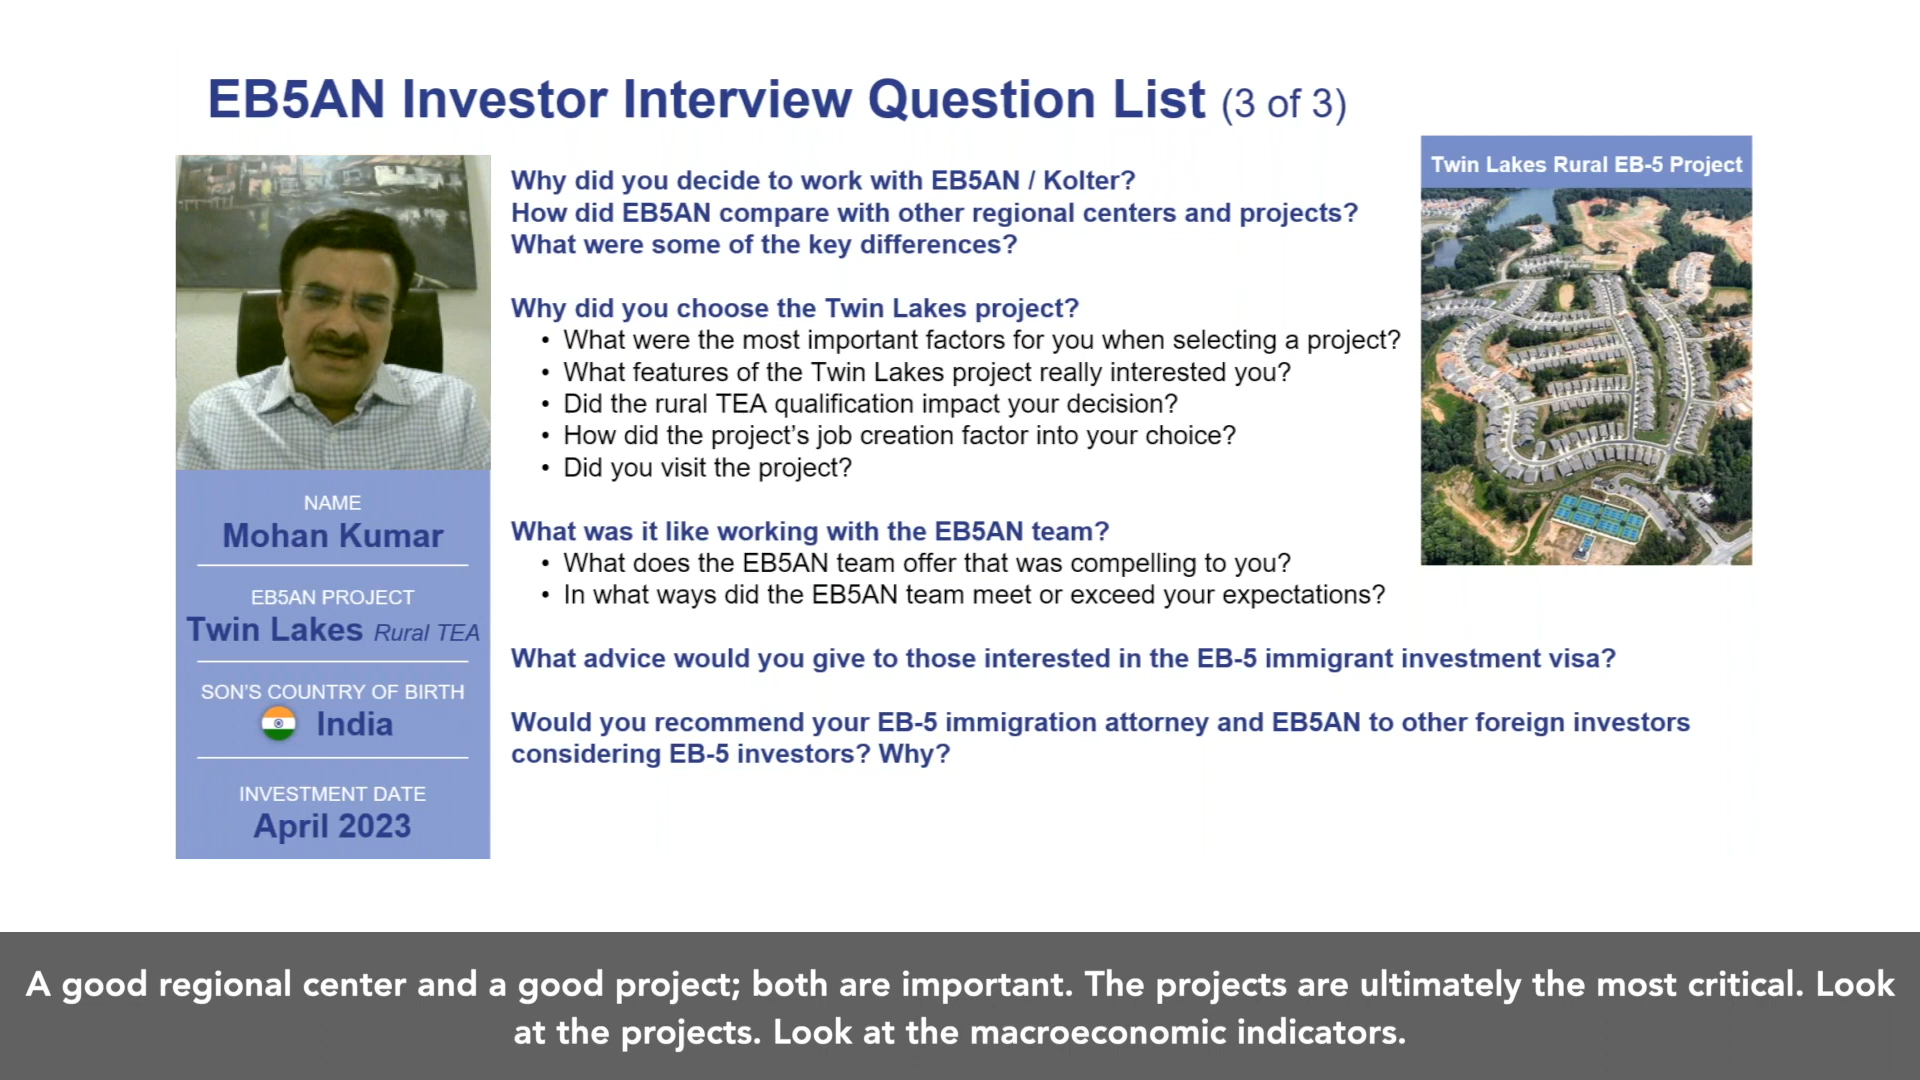 EB5AN Investor Interview Question List (3 of 3)
NAME
Mohan Kumar
EB5AN PROJECT
Twin Lakes Rural TEA
SON'S COUNTRY OF BIRTH
India
INVESTMENT DATE
April 2023
Why did you decide to work with EB5AN / Kolter?
How did EB5AN compare with other regional centers and projects?
What were some of the key differences?
Why did you choose the Twin Lakes project?
• What were the most important factors for you when selecting a project?
• What features of the Twin Lakes project really interested you?
• Did the rural TEA qualification impact your decision?
• How did the project's job creation factor into your choice?
• Did you visit the project?
What was it like working with the EB5AN team?
• What does the EB5AN team offer that was compelling to you?
• In what ways did the EB5AN team meet or exceed your expectations?
What advice would you give to those interested in the EB-5 immigrant investment visa?
Would you recommend your EB-5 immigration attorney and EB5AN to other foreign investors
considering EB-5 investors? Why?
Twin Lakes Rural EB-5 Project
A good regional center and a good project; both are important. The projects are ultimately the most critical. Look
at the projects. Look at the macroeconomic indicators.